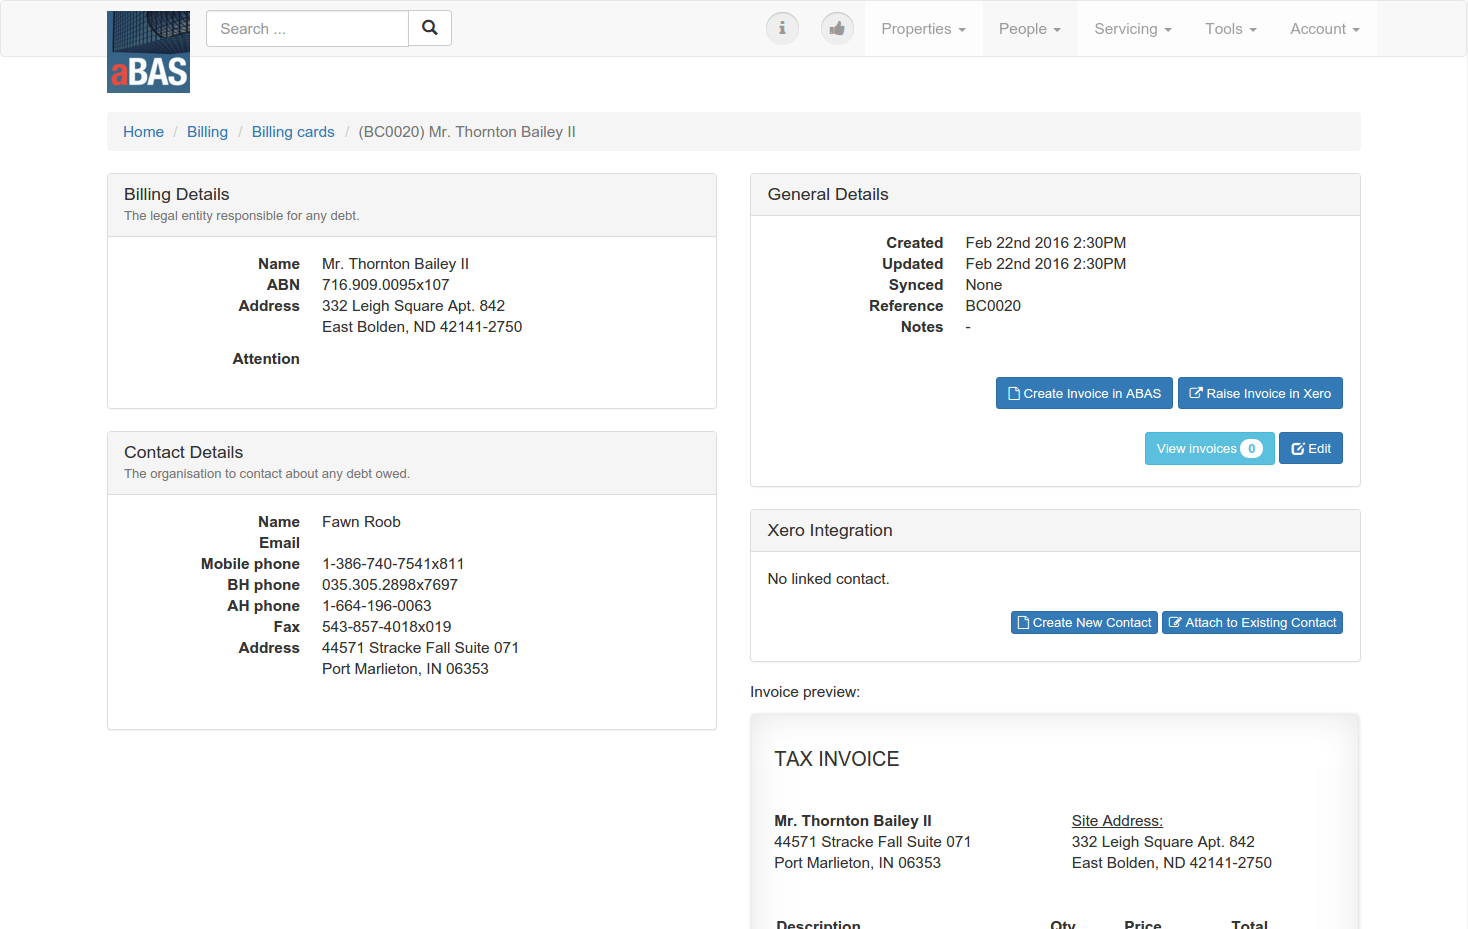 aBAS
Search ...
Properties
People
Servicing
Tools
Account
Home / Billing / Billing cards / (BC0020) Mr. Thornton Bailey II
Billing Details
The legal entity responsible for any debt.
Name Mr. Thornton Bailey II
ABN 716.909.0095x107
Address 332 Leigh Square Apt. 842
East Bolden, ND 42141-2750
Attention
Contact Details
The organisation to contact about any debt owed.
Name Fawn Roob
Email
Mobile phone 1-386-740-7541x811
BH phone 035.305.2898x7697
AH phone 1-664-196-0063
Fax 543-857-4018x019
Address 44571 Stracke Fall Suite 071
Port Marlieton, IN 06353
General Details
Created Feb 22nd 2016 2:30PM
Updated Feb 22nd 2016 2:30PM
Synced None
Reference BC0020
Notes -
Create Invoice in ABAS Raise Invoice in Xero
View invoices 0 Edit
Xero Integration
No linked contact.
Create New Contact Attach to Existing Contact
Invoice preview:
TAX INVOICE
Mr. Thornton Bailey II
44571 Stracke Fall Suite 071
Port Marlieton, IN 06353
Site Address:
332 Leigh Square Apt. 842
East Bolden, ND 42141-2750
Description Qty Price Total